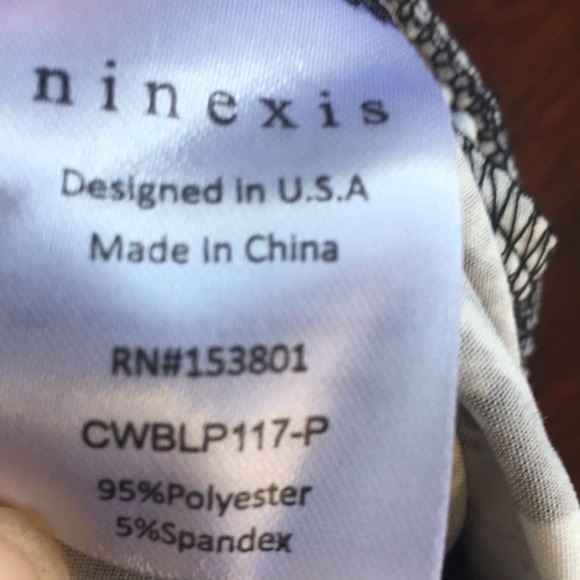 ninexis
Designed in U.S.A
Made in China
RN#153801
CWBLP117-P
95%Polyester
5%Spandex